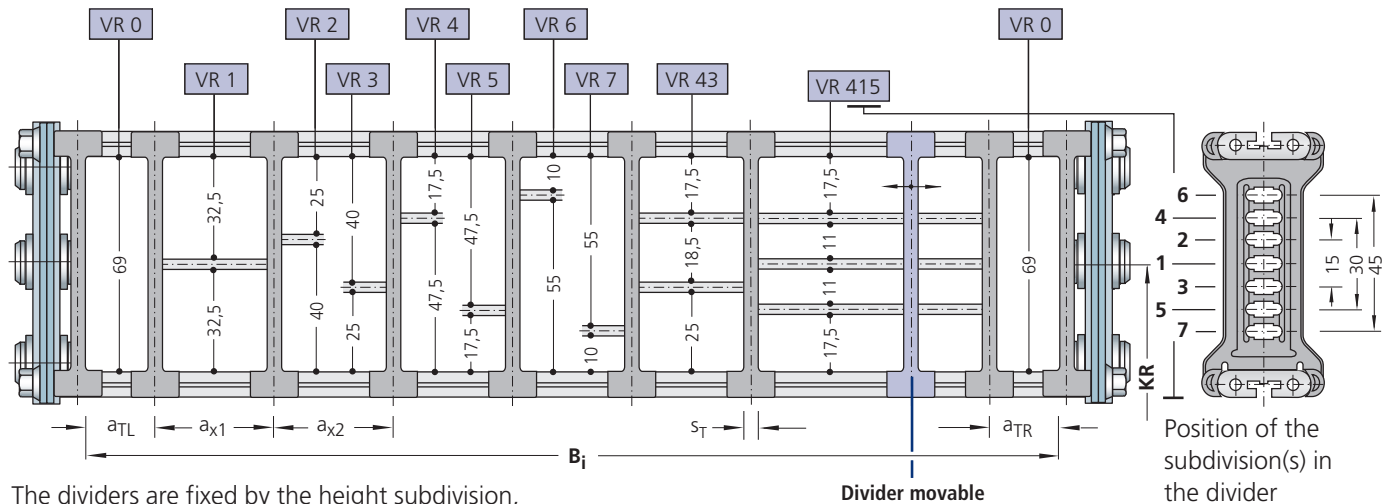 VR 0
VR 2
VR 4
VR 6
VR 0
VR 1
VR 3
VR 5
VR 7
VR 43
VR 415
69
32,5
32,5
25
40
40
25
17,5
47,5
47,5
17,5
10
55
55
10
17,5
18,5
25
17,5
11
11
17,5
69
KR
6
4
2
1
3
5
7
15
30
45
aTL
ax1
ax2
sT
aTR
Bi
Position of the
subdivision(s) in
the divider
The dividers are fixed by the height subdivision,
Divider movable